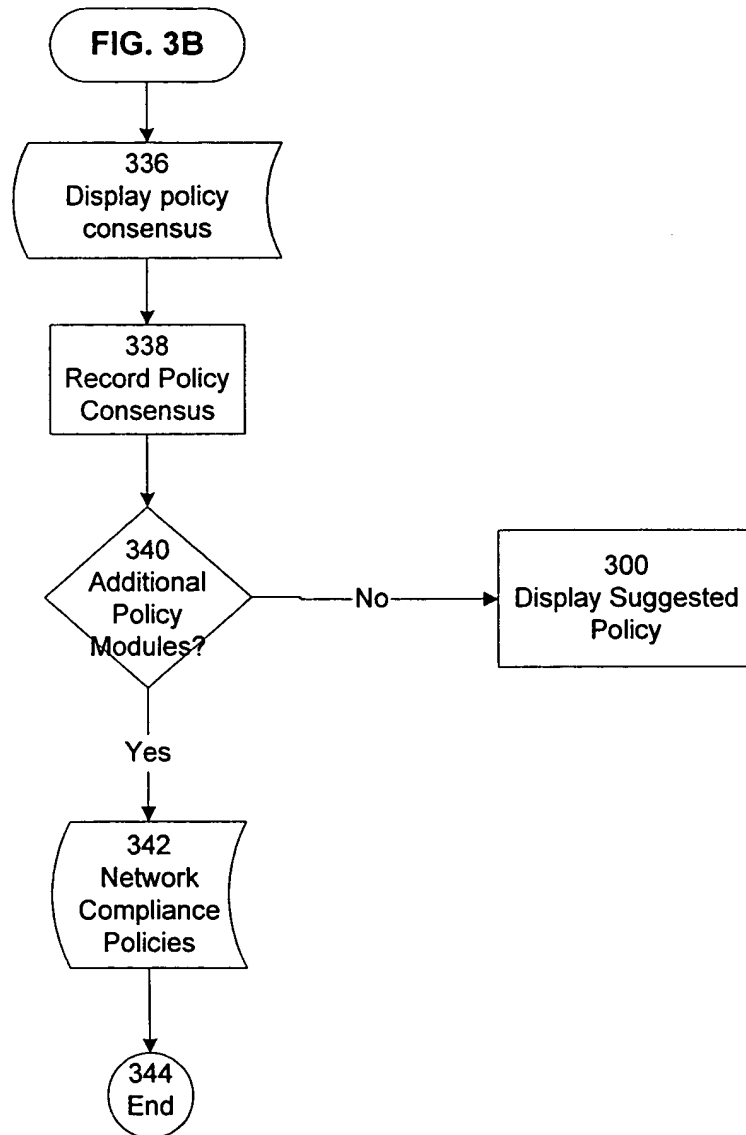 FIG. 3B
336
Display policy
consensus
338
Record Policy
Consensus
340
Additional
Policy
Modules?
No
300
Display Suggested
Policy
Yes
342
Network
Compliance
Policies
344
End